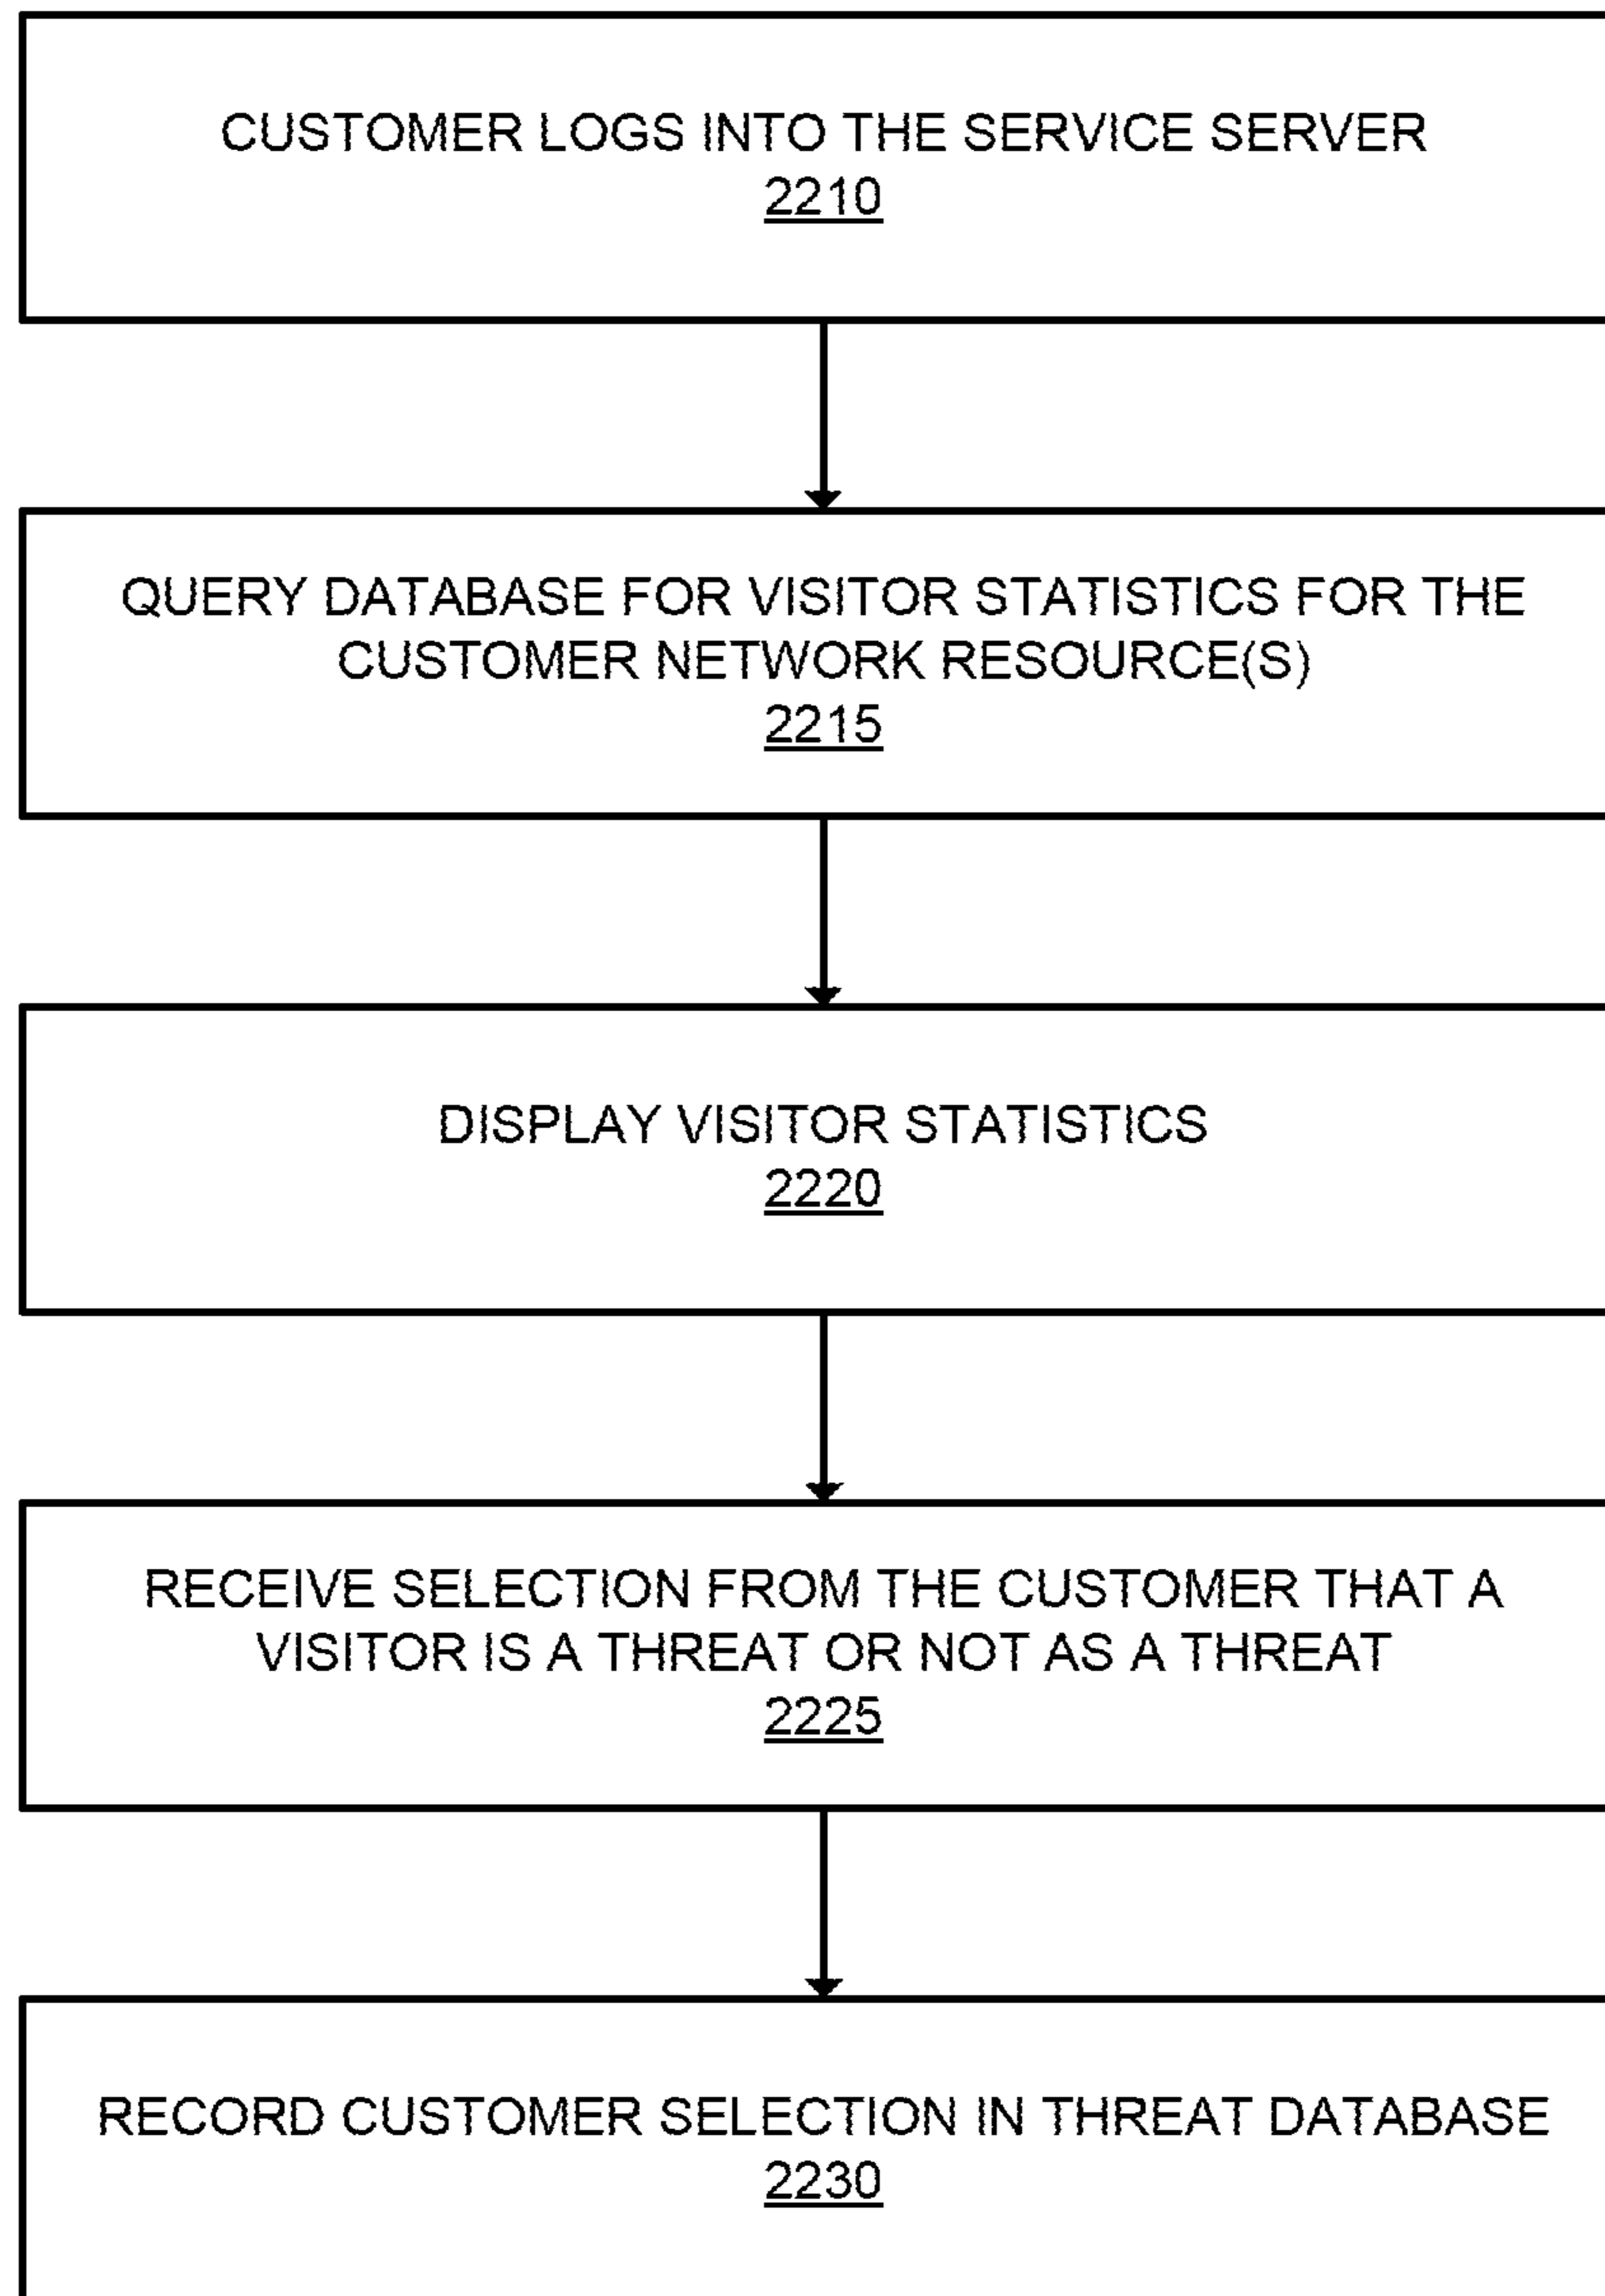 CUSTOMER LOGS INTO THE SERVICE SERVER
2210
QUERY DATABASE FOR VISITOR STATISTICS FOR THE
CUSTOMER NETWORK RESOURCE(S)
2215
DISPLAY VISITOR STATISTICS
2220
RECEIVE SELECTION FROM THE CUSTOMER THAT A
VISITOR IS A THREAT OR NOT AS A THREAT
2225
RECORD CUSTOMER SELECTION IN THREAT DATABASE
2230